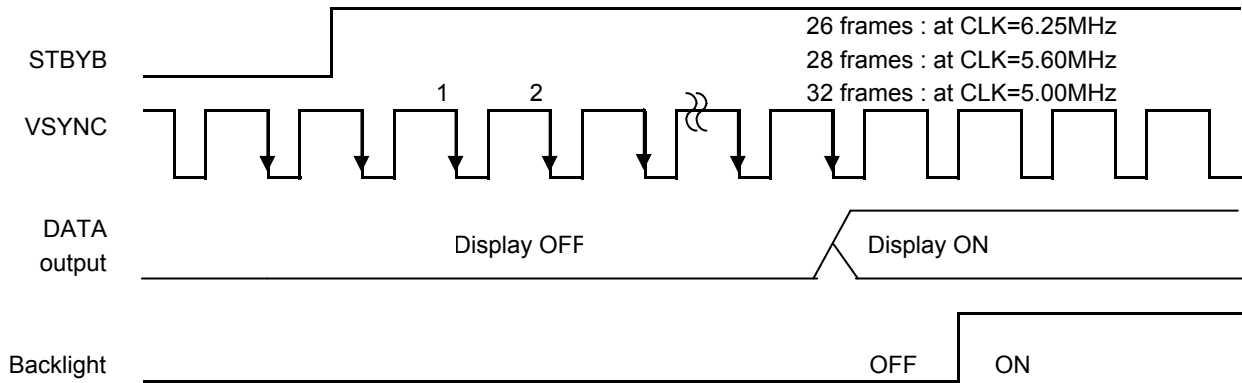 26 frames : at CLK=6.25MHz
STBYB
28 frames : at CLK=5.60MHz
1 2
32 frames : at CLK=5.00MHz
VSYNC
DATA
output
Display OFF
Display ON
Backlight
OFF
ON